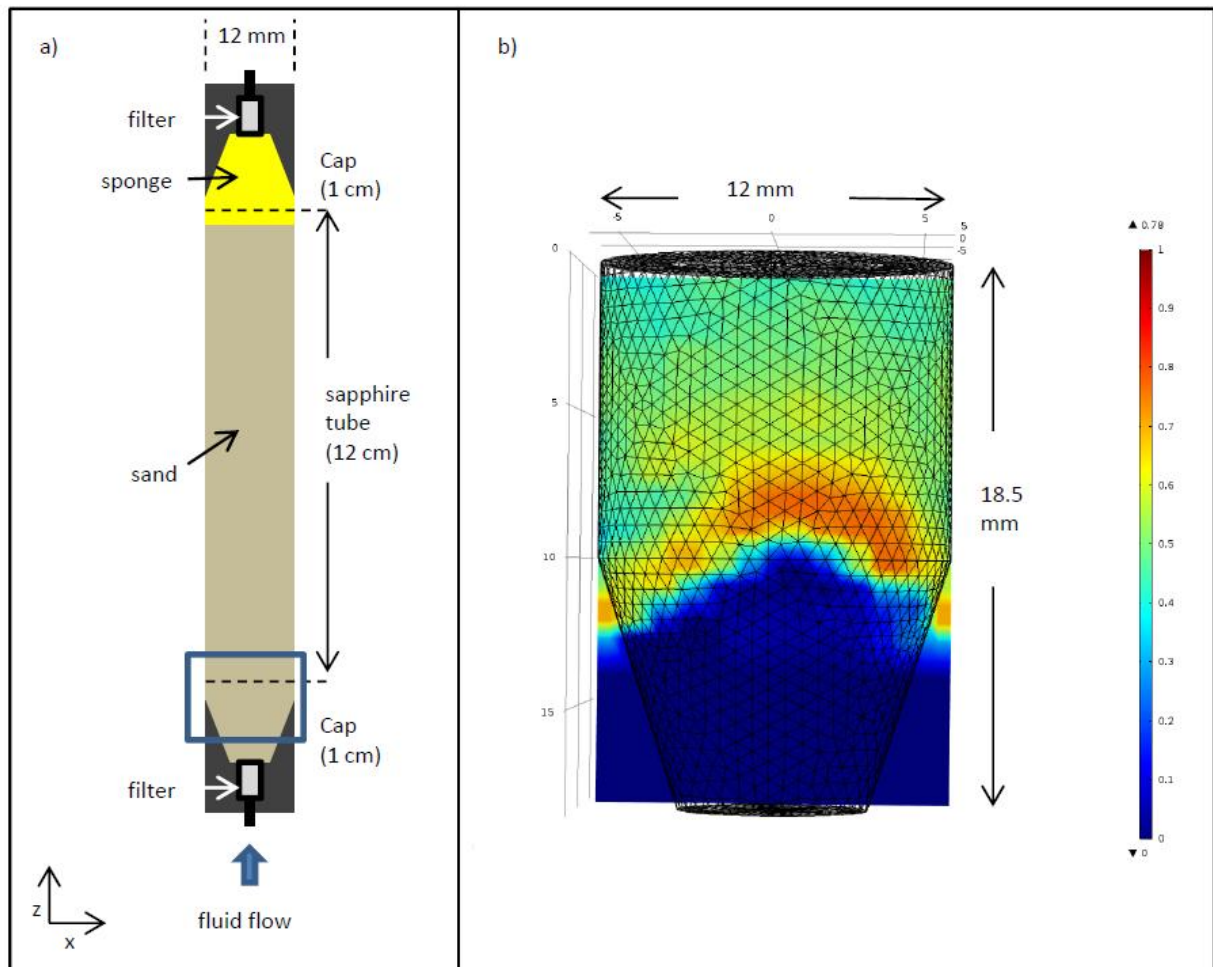 a)
12 mm
filter
sponge
Cap
(1 cm)
sapphire
tube
(12 cm)
sand
Cap
(1 cm)
filter
z
x
fluid flow
b)
12 mm
-5
0
5
5
0
-5
0
5
10
15
18.5
mm
▲ 0.78
1
0.9
0.8
0.7
0.6
0.5
0.4
0.3
0.2
0.1
0
▼ 0